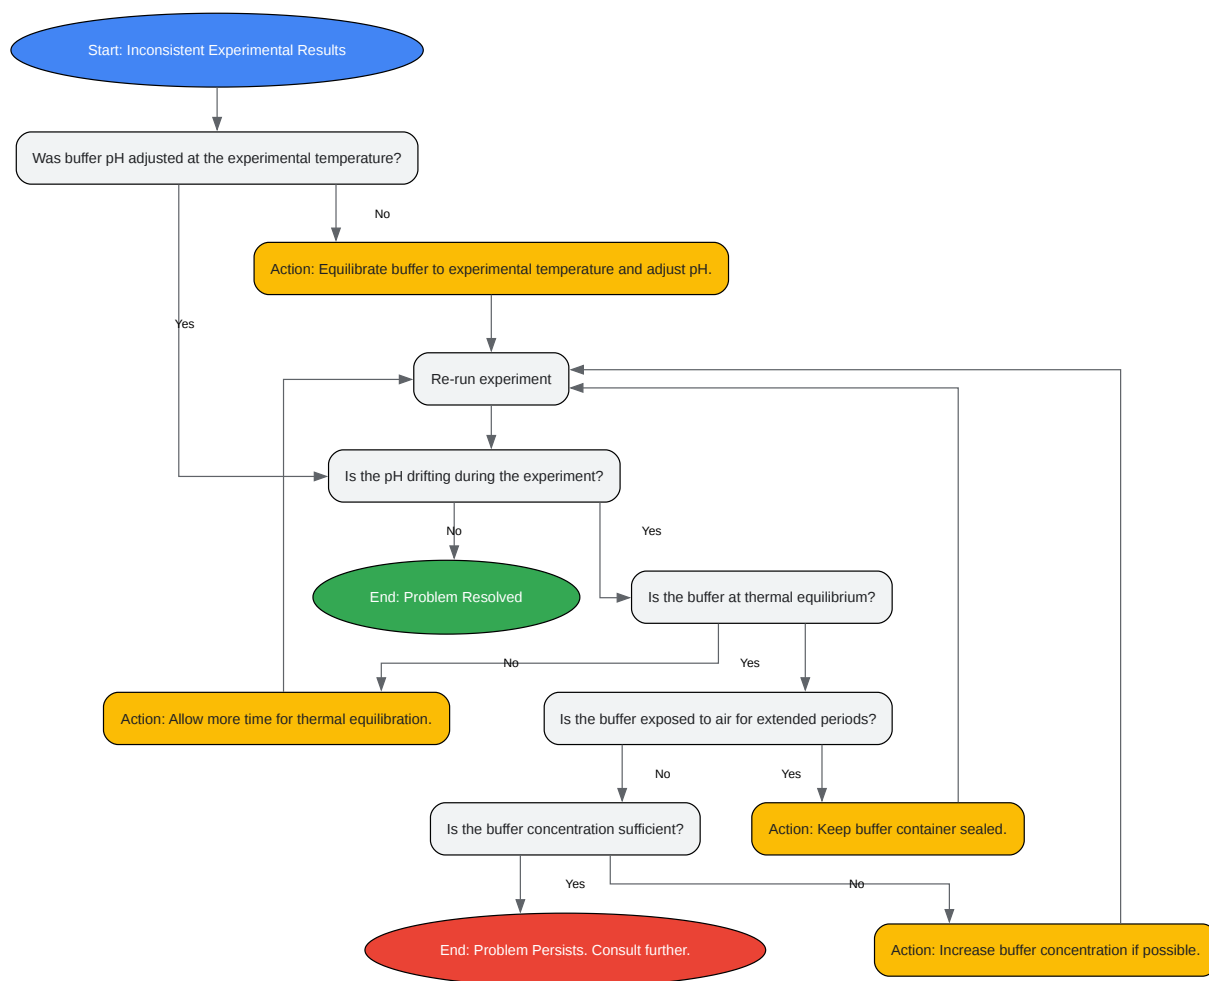 Start: Inconsistent Experimental Results
Was buffer pH adjusted at the experimental temperature?
No
Action: Equilibrate buffer to experimental temperature and adjust pH.
Yes
Re-run experiment
Is the pH drifting during the experiment?
No
Yes
End: Problem Resolved
Is the buffer at thermal equilibrium?
No
Yes
Action: Allow more time for thermal equilibration.
Is the buffer exposed to air for extended periods?
No
Yes
Is the buffer concentration sufficient?
Action: Keep buffer container sealed.
Yes
No
End: Problem Persists. Consult further.
Action: Increase buffer concentration if possible.